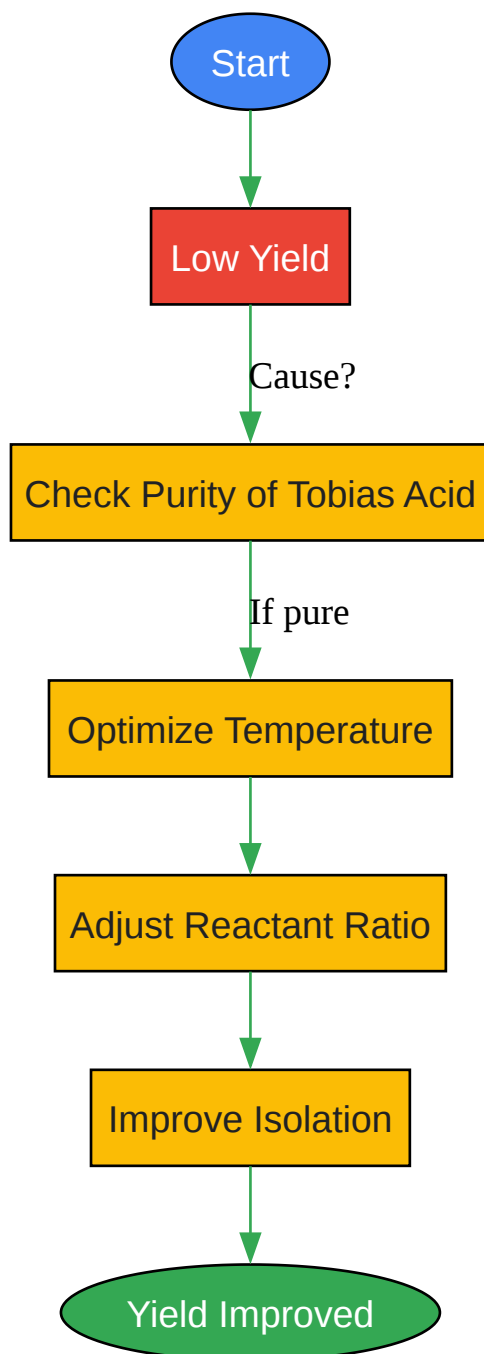 Start
Low Yield
Cause?
Check Purity of Tobias Acid
If pure
Optimize Temperature
Adjust Reactant Ratio
Improve Isolation
Yield Improved